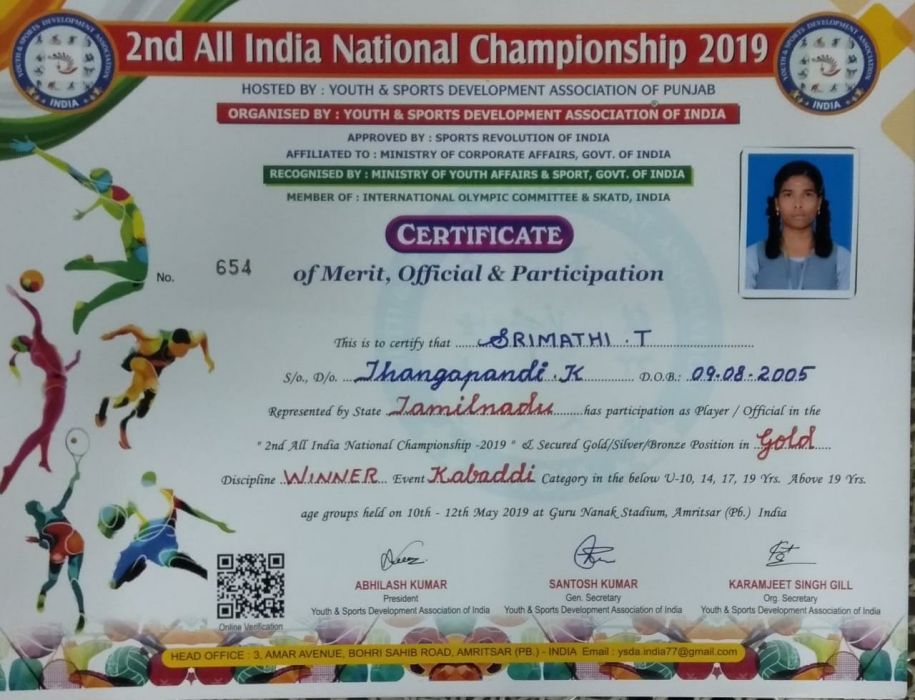 2nd All India National Championship 2019
YOUTH & SPORTS DEVELOPMENT ASSOCIATION
INDIA
YOUTH & SPORTS DEVELOPMENT ASSOCIATION
INDIA
HOSTED BY : YOUTH & SPORTS DEVELOPMENT ASSOCIATION OF PUNJAB
ORGANISED BY : YOUTH & SPORTS DEVELOPMENT ASSOCIATION OF INDIA
APPROVED BY : SPORTS REVOLUTION OF INDIA
AFFILIATED TO : MINISTRY OF CORPORATE AFFAIRS, GOVT. OF INDIA
RECOGNISED BY : MINISTRY OF YOUTH AFFAIRS & SPORT, GOVT. OF INDIA
MEMBER OF : INTERNATIONAL OLYMPIC COMMITTEE & SKATD, INDIA
CERTIFICATE
No. 654 of Merit, Official & Participation
This is to certify that SRIMATHI . T
S/o., D/o. Thangapandi . K D.O.B.: 09.08.2005
Represented by State Tamilnadu has participation as Player / Official in the
" 2nd All India National Championship -2019 " & Secured Gold/Silver/Bronze Position in Gold
Discipline WINNER Event Kabaddi Category in the below U-10, 14, 17, 19 Yrs. Above 19 Yrs.
age groups held on 10th - 12th May 2019 at Guru Nanak Stadium, Amritsar (Pb.) India
ABHILASH KUMAR SANTOSH KUMAR KARAMJEET SINGH GILL
President Gen. Secretary Org. Secretary
Youth & Sports Development Association of India Youth & Sports Development Association of India Youth & Sports Development Association of India
Online Verification
HEAD OFFICE : 3, AMAR AVENUE, BOHRI SAHIB ROAD, AMRITSAR (PB.) - INDIA Email : ysda.india77@gmail.com